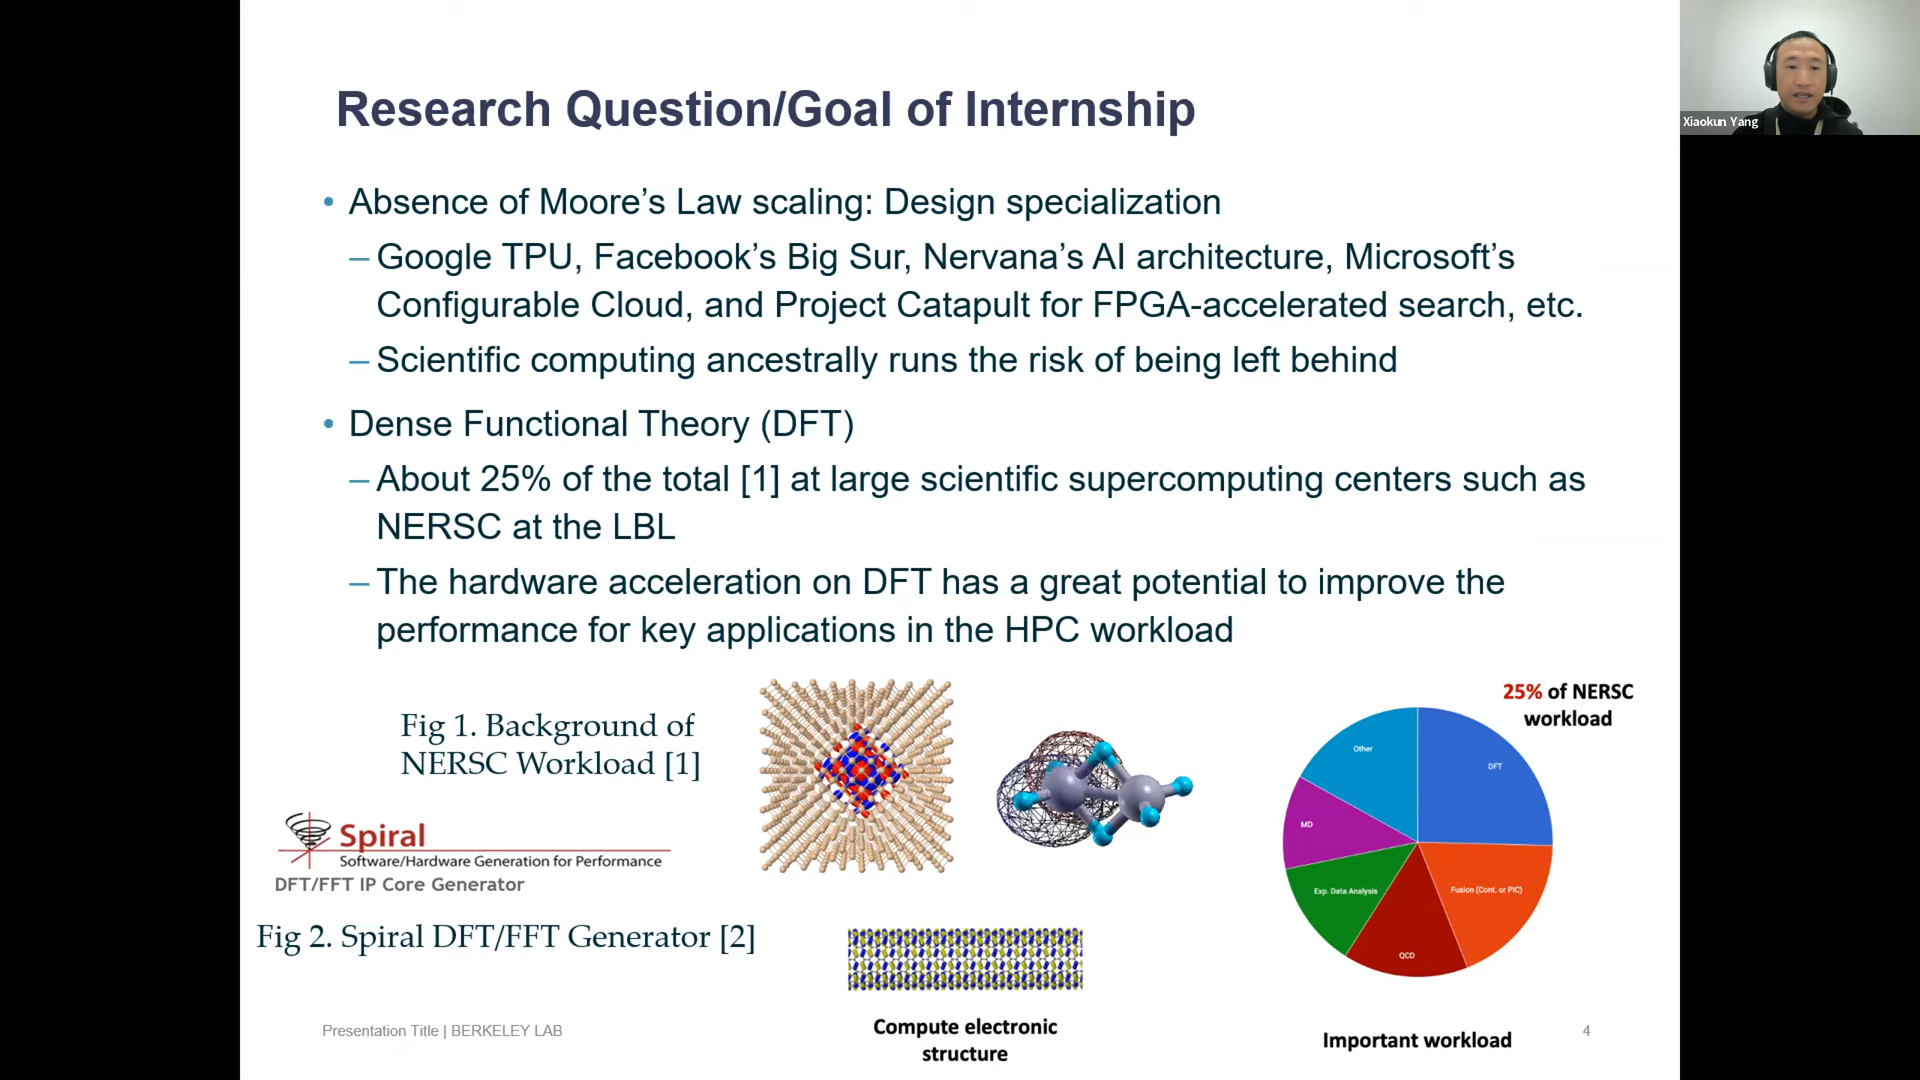 Research Question/Goal of Internship
Xiaokun Yang
• Absence of Moore’s Law scaling: Design specialization
– Google TPU, Facebook’s Big Sur, Nervana’s AI architecture, Microsoft’s
Configurable Cloud, and Project Catapult for FPGA-accelerated search, etc.
– Scientific computing ancestrally runs the risk of being left behind
• Dense Functional Theory (DFT)
– About 25% of the total [1] at large scientific supercomputing centers such as
NERSC at the LBL
– The hardware acceleration on DFT has a great potential to improve the
performance for key applications in the HPC workload
Fig 1. Background of
NERSC Workload [1]
25% of NERSC
workload
Other
DFT
MD
Exp. Data Analysis
Fusion (Cont. or PIC)
QCD
Spiral
Software/Hardware Generation for Performance
DFT/FFT IP Core Generator
Fig 2. Spiral DFT/FFT Generator [2]
Compute electronic
structure
Important workload
Presentation Title | BERKELEY LAB
4